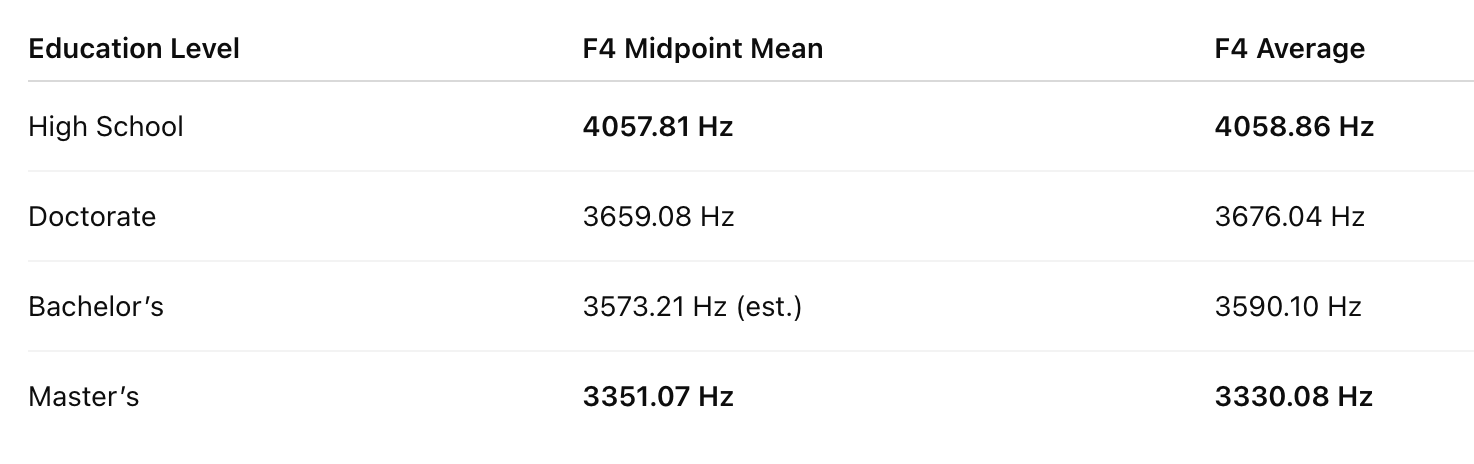 Education Level F4 Midpoint Mean F4 Average
High School 4057.81 Hz 4058.86 Hz
Doctorate 3659.08 Hz 3676.04 Hz
Bachelor’s 3573.21 Hz (est.) 3590.10 Hz
Master’s 3351.07 Hz 3330.08 Hz